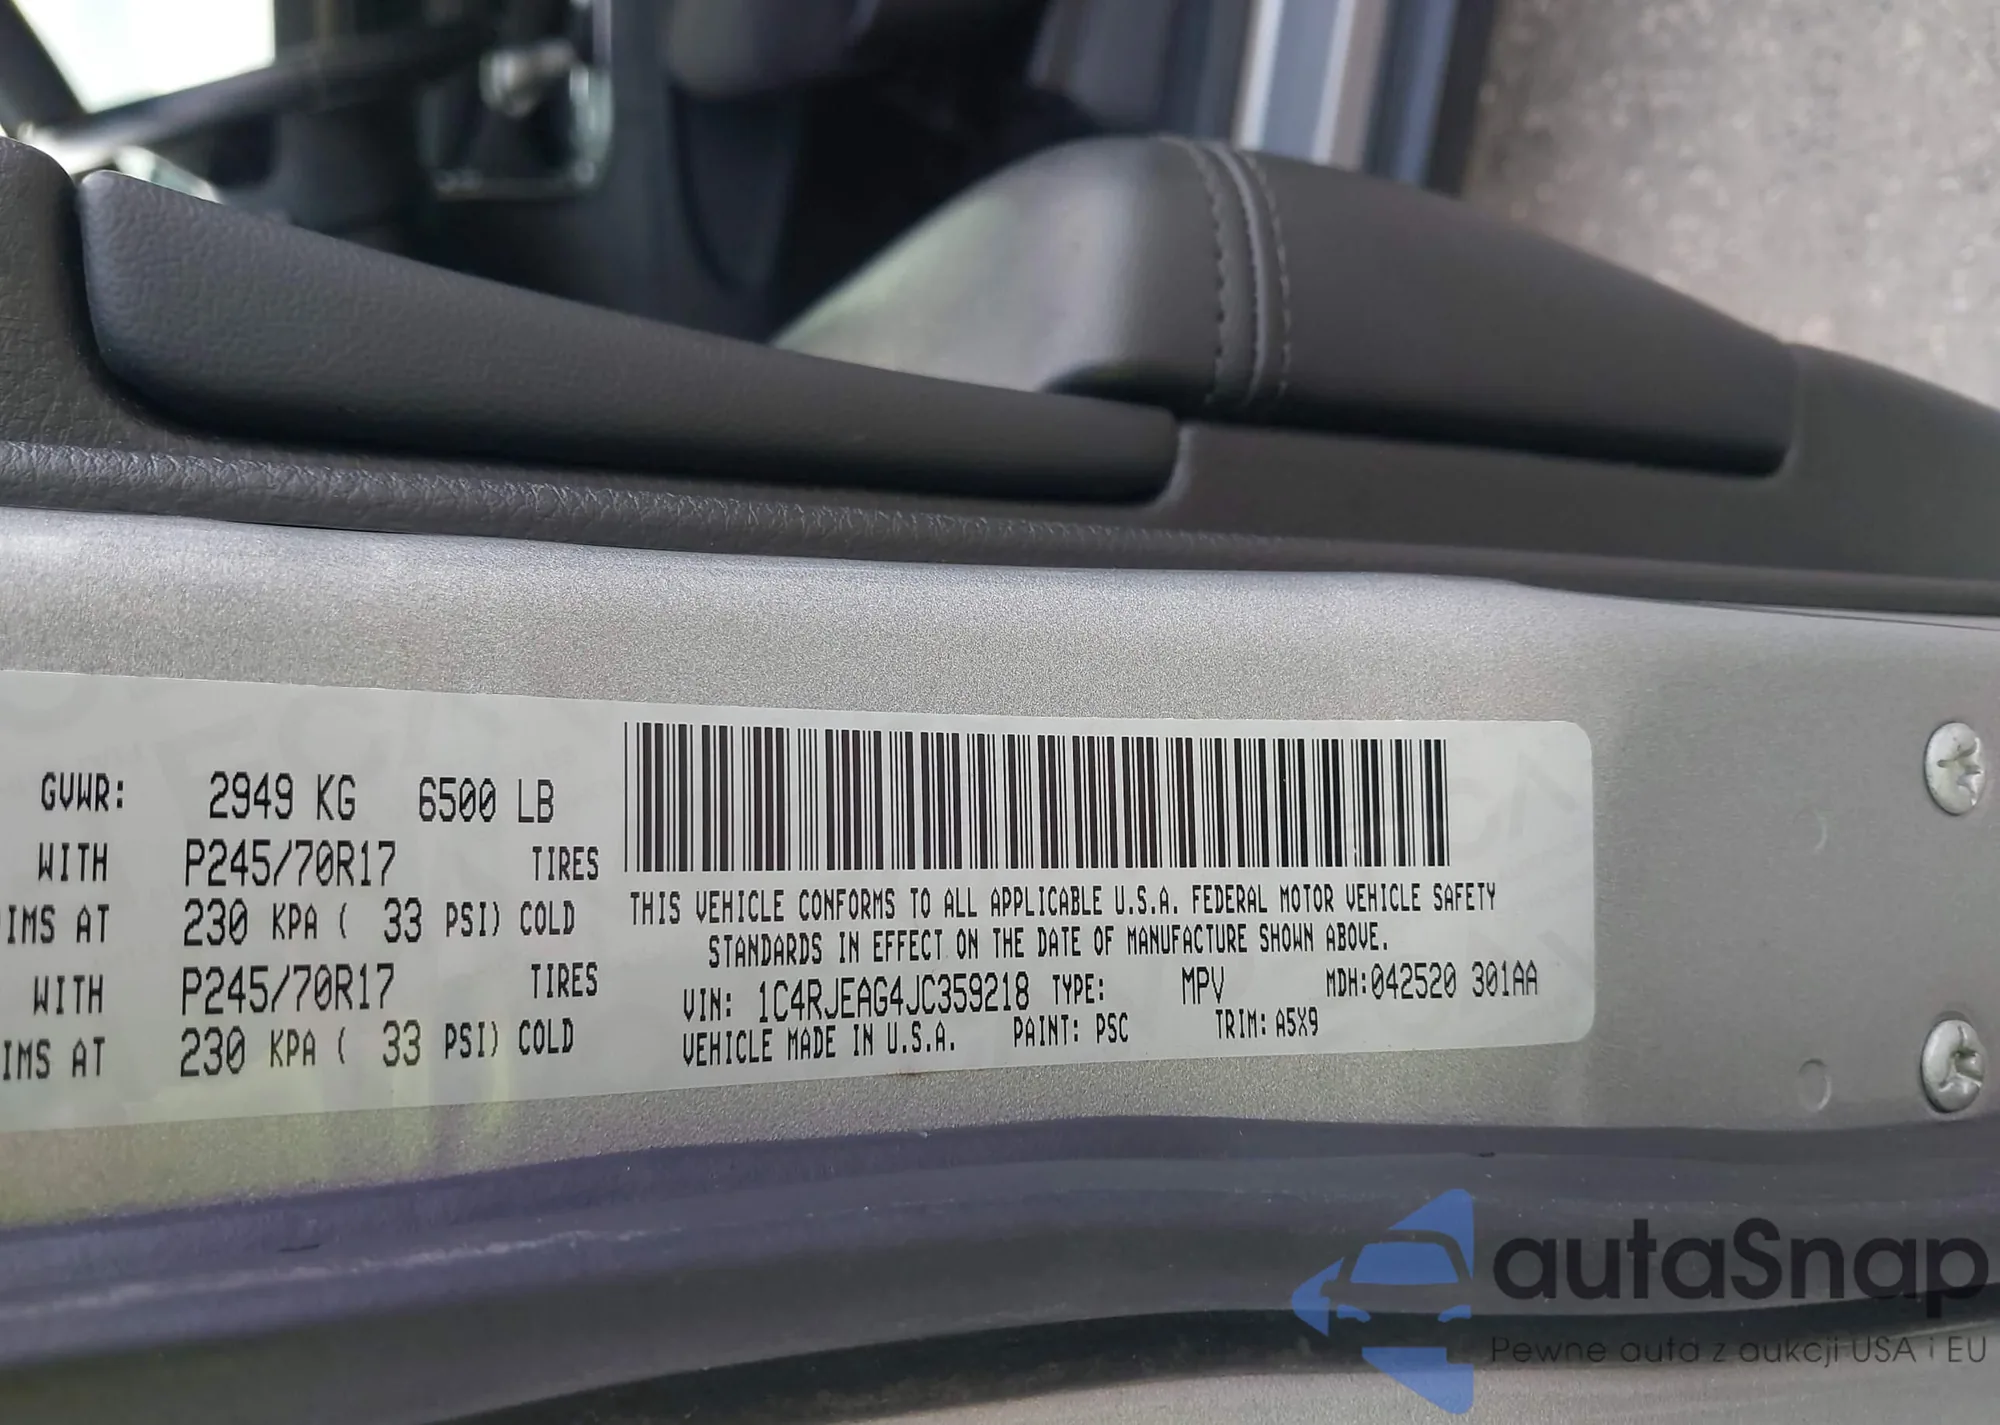 GVWR: 2949 KG 6500 LB
WITH P245/70R17 TIRES
IMS AT 230 KPA ( 33 PSI) COLD
WITH P245/70R17 TIRES
IMS AT 230 KPA ( 33 PSI) COLD
THIS VEHICLE CONFORMS TO ALL APPLICABLE U.S.A. FEDERAL MOTOR VEHICLE SAFETY
STANDARDS IN EFFECT ON THE DATE OF MANUFACTURE SHOWN ABOVE.
VIN: 1C4RJEAG4JC359218 TYPE: MPV MDH:042520 301AA
VEHICLE MADE IN U.S.A. PAINT: PSC TRIM: A5X9
autaSnap
Pewne auta z aukcji USA i EU